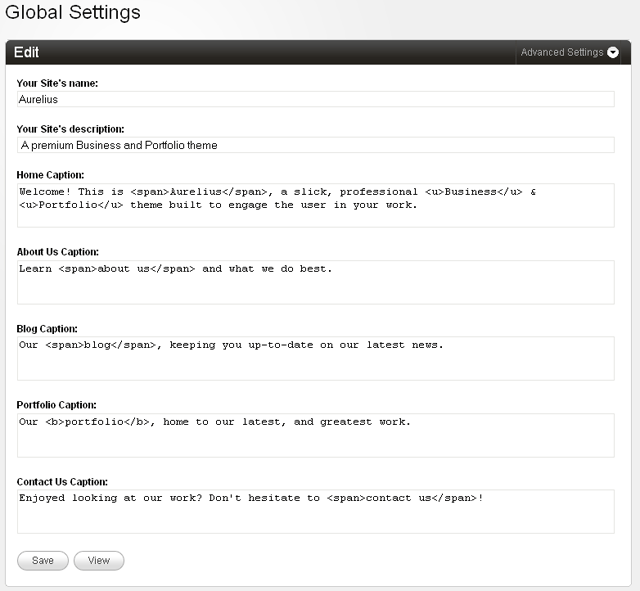 Global Settings
Edit
Advanced Settings
Your Site's name:
Aurelius
Your Site's description:
A premium Business and Portfolio theme
Home Caption:
Welcome! This is <span>Aurelius</span>, a slick, professional <u>Business</u> &
<u>Portfolio</u> theme built to engage the user in your work.
About Us Caption:
Learn <span>about us</span> and what we do best.
Blog Caption:
Our <span>blog</span>, keeping you up-to-date on our latest news.
Portfolio Caption:
Our <b>portfolio</b>, home to our latest, and greatest work.
Contact Us Caption:
Enjoyed looking at our work? Don't hesitate to <span>contact us</span>!
Save
View